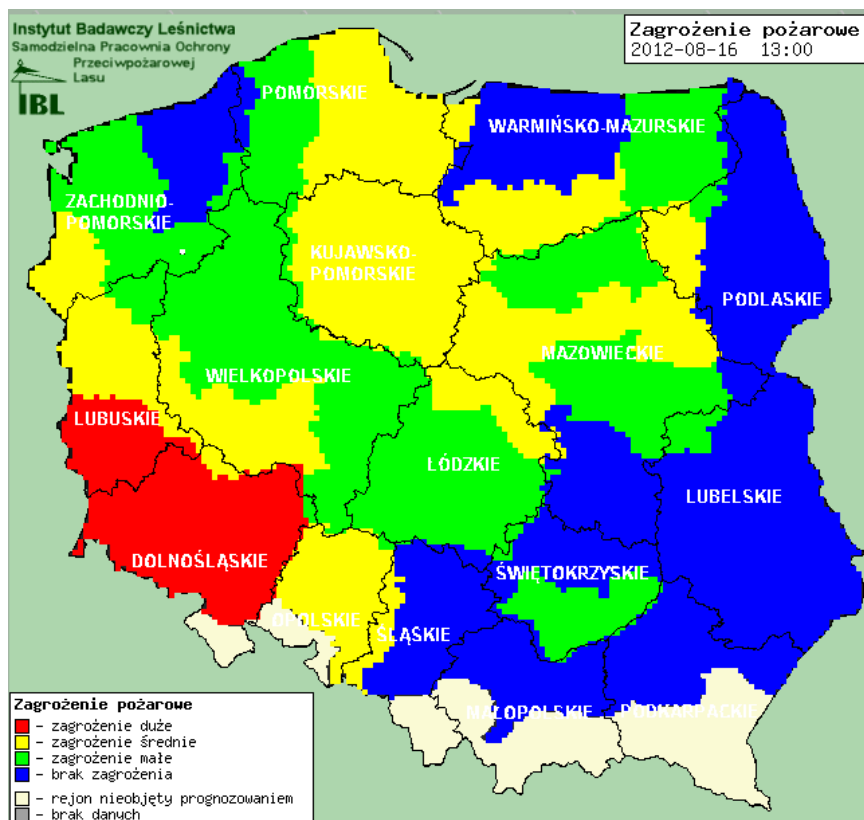 Instytut Badawczy Leśnictwa
Samodzielna Pracownia Ochrony
Przeciwpożarowej
Lasu
IBL
Zagrożenie pożarowe
2012-08-16 13:00
POMORSKIE
WARMIŃSKO-MAZURSKIE
ZACHODNIO-
POMORSKIE
KUJAWSKO-
POMORSKIE
PODLASKIE
MAZOWIECKIE
WIELKOPOLSKIE
LUBUSKIE
ŁÓDZKIE
LUBELSKIE
DOLNOŚLĄSKIE
ŚWIĘTOKRZYSKIE
OPOLSKIE
ŚLĄSKIE
MAŁOPOLSKIE
PODKARPACKIE
Zagrożenie pożarowe
- zagrożenie duże
- zagrożenie średnie
- zagrożenie małe
- brak zagrożenia
- rejon nieobjęty prognozowaniem
- brak danych